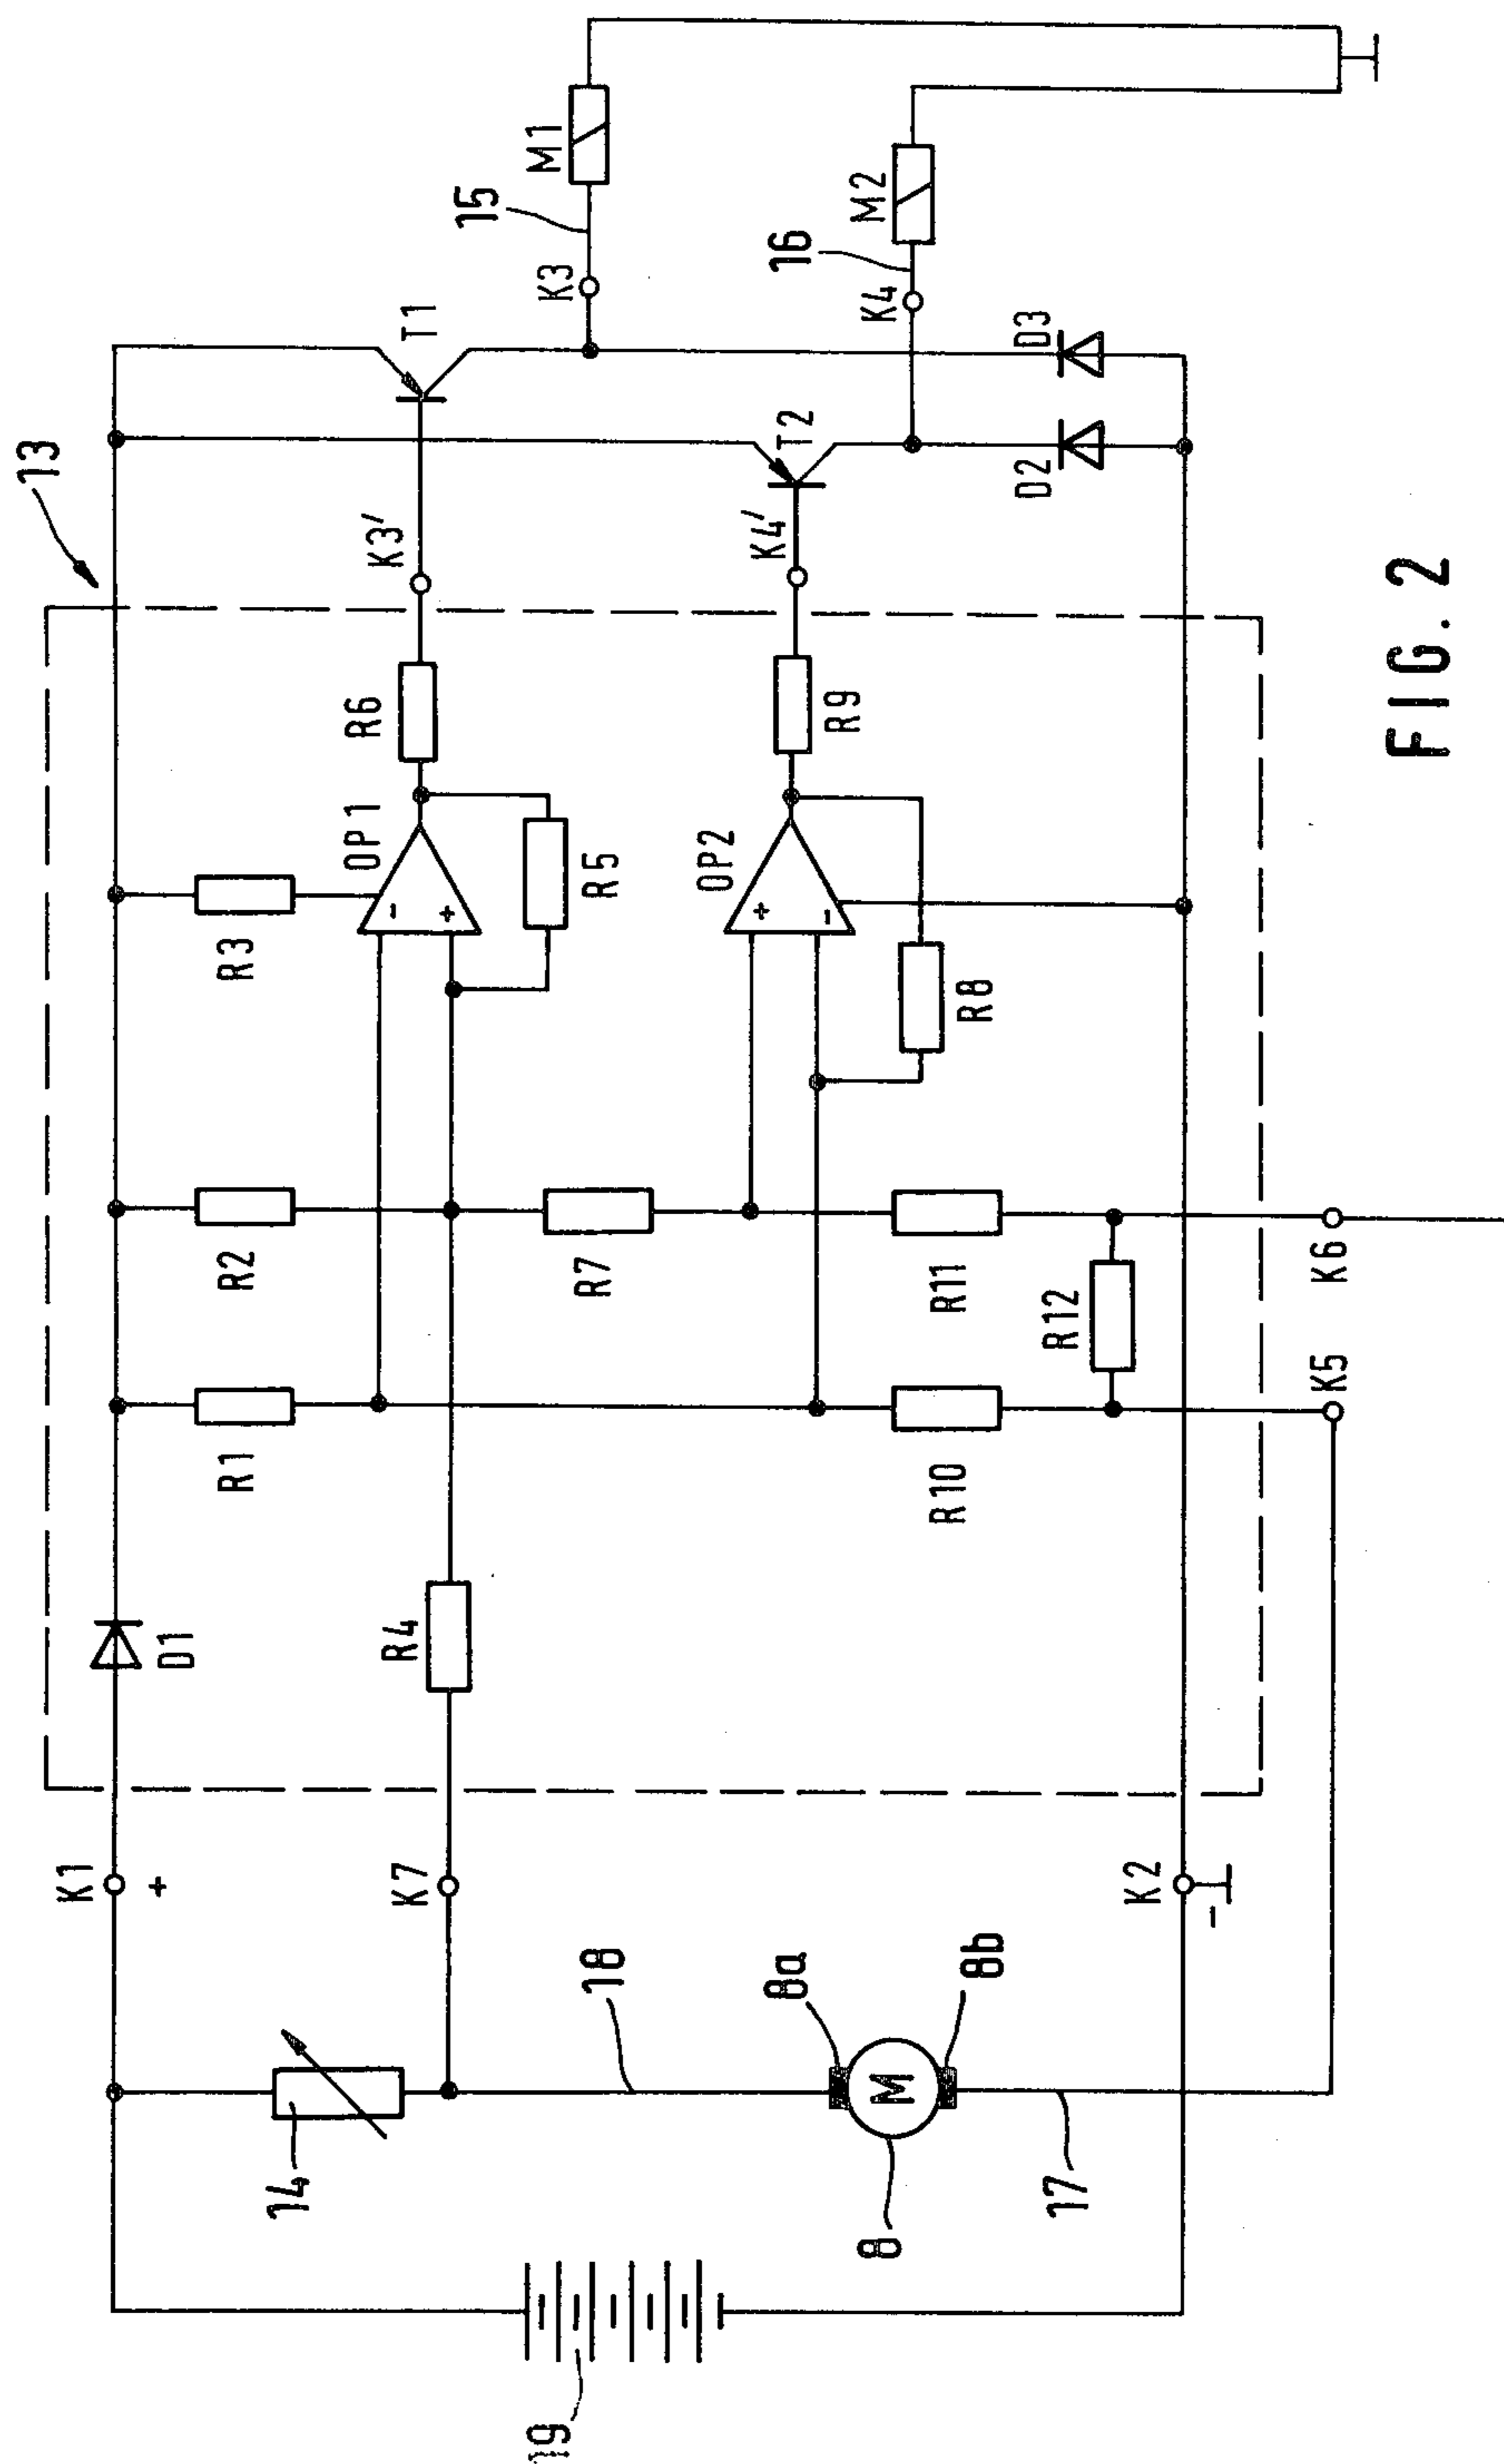 13
K1
+
D1
R1
R2
R3
R4
K7
14
18
8a
M
8b
8
17
19
K2
-
OP1
-
+
R5
R6
K3'
T1
K3
15
M1
R7
OP2
+
-
R8
R9
K4'
T2
K4
16
M2
R10
R11
R12
D2
D3
K5
K6
FIG. 2